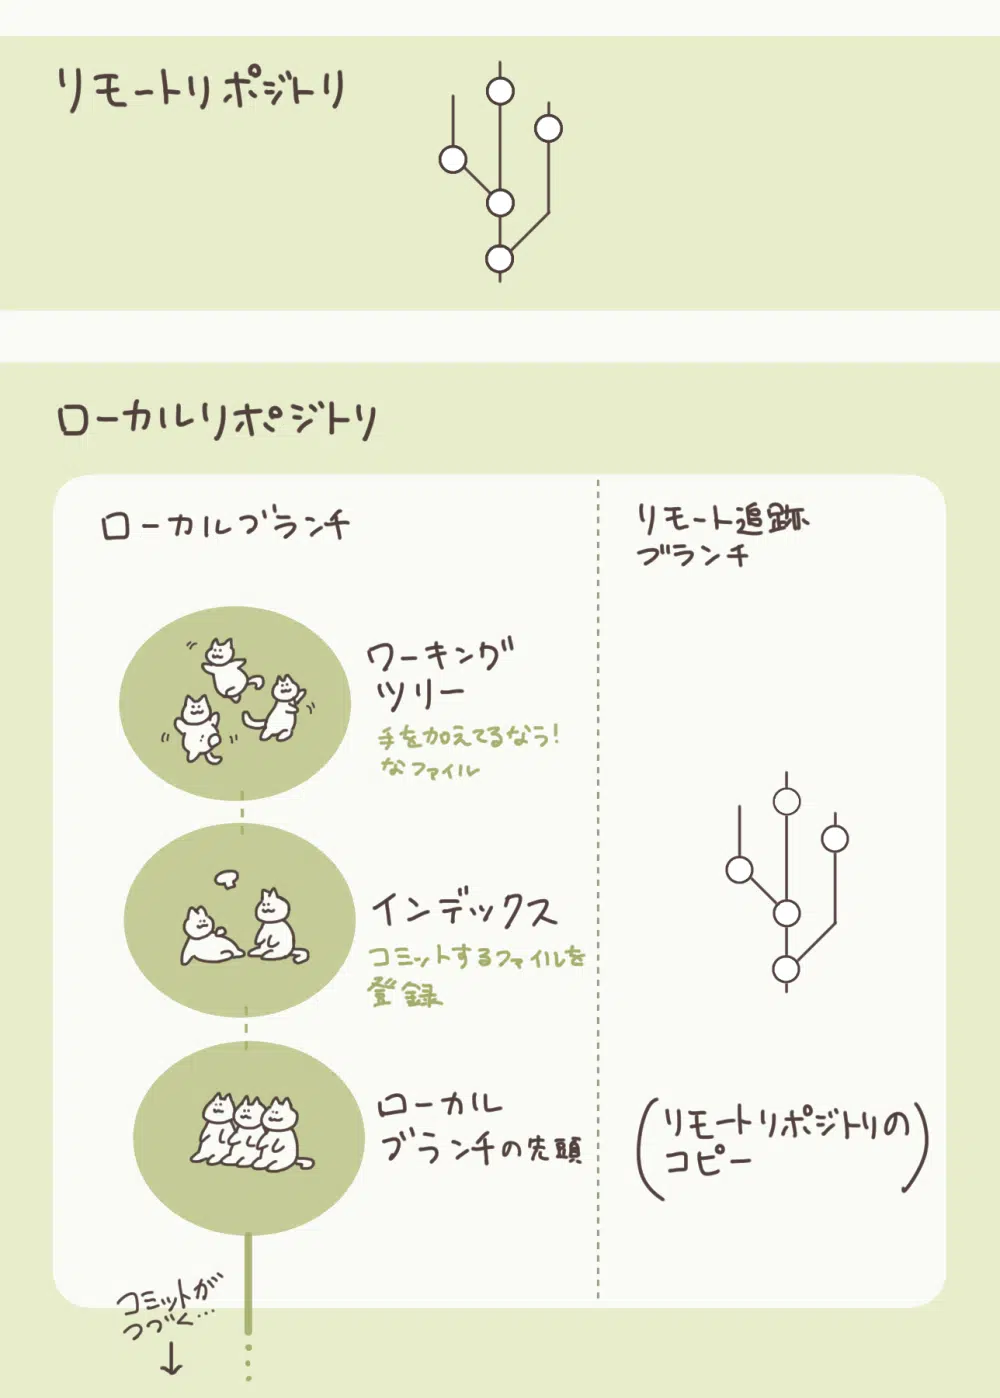 リモートリポジトリ
ローカルリポジトリ
ローカルブランチ
ワーキング
ツリー
手を加えてるなう!
なファイル
インデックス
コミットするファイルを
登録
ローカル
ブランチの先頭
コミットが
つづく…
リモート追跡
ブランチ
(リモートリポジトリの
コピー)